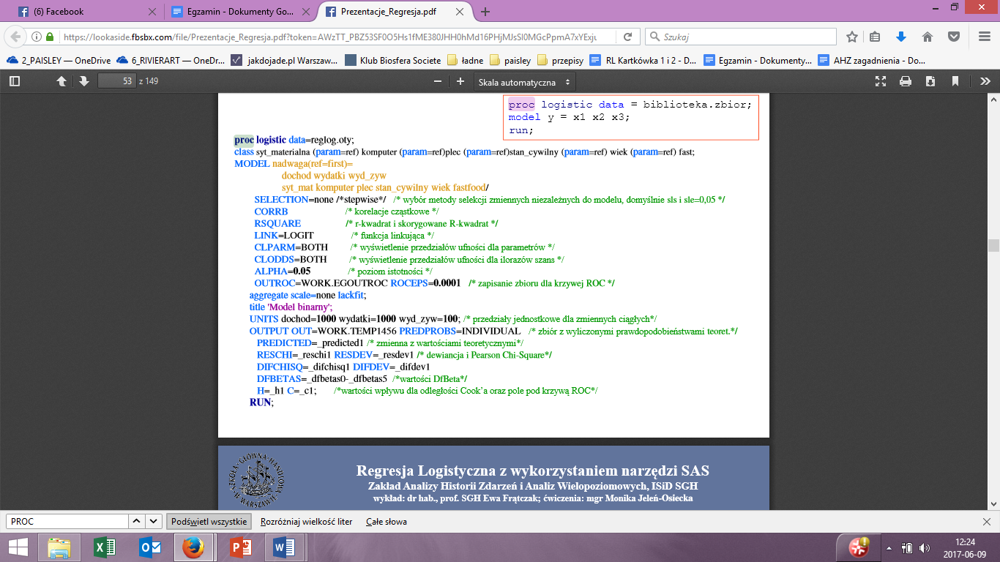 (6) Facebook
Egzamin - Dokumenty Go...
Prezentacje_Regresja.pdf
https://lookaside.fbsbx.com/file/Prezentacje_Regresja.pdf?token=AWzTT_PBZ53SF0O5Hs1fME380JHH0hMd16PHjMJsSl0MGcPpmA7xYExju
Szukaj
2_PAISLEY — OneDrive
6_RIVIERART — OneDr...
jakdojade.pl Warszaw...
Klub Biosfera Societe
ładne
paisley
przepisy
RL Kartkówka 1 i 2 - D...
Egzamin - Dokumenty...
AHZ zagadnienia - Do...
53 z 149
Skala automatyczna
proc logistic data = biblioteka.zbior;
model y = x1 x2 x3;
run;
proc logistic data=reglog.oty;
class syt_materialna (param=ref) komputer (param=ref)plec (param=ref)stan_cywilny (param=ref) wiek (param=ref) fast;
MODEL nadwaga(ref=first)=
dochod wydatki wyd_zyw
syt_mat komputer plec stan_cywilny wiek fastfood/
SELECTION=none /*stepwise*/ /* wybór metody selekcji zmiennych niezależnych do modelu, domyślnie sls i sle=0,05 */
CORRB /* korelacje cząstkowe */
RSQUARE /* r-kwadrat i skorygowane R-kwadrat */
LINK=LOGIT /* funkcja linkująca */
CLPARM=BOTH /* wyświetlenie przedziałów ufności dla parametrów */
CLODDS=BOTH /* wyświetlenie przedziałów ufności dla ilorazów szans */
ALPHA=0.05 /* poziom istotności */
OUTROC=WORK.EGOUTROC ROCEPS=0.0001 /* zapisanie zbioru dla krzywej ROC */
aggregate scale=none lackfit;
title 'Model binarny';
UNITS dochod=1000 wydatki=1000 wyd_zyw=100; /* przedziały jednostkowe dla zmiennych ciągłych*/
OUTPUT OUT=WORK.TEMP1456 PREDPROBS=INDIVIDUAL /* zbiór z wyliczonymi prawdopodobieństwami teoret.*/
PREDICTED=_predicted1 /* zmienna z wartościami teoretycznymi*/
RESCHI=_reschi1 RESDEV=_resdev1 /* dewiancja i Pearson Chi-Square*/
DIFCHISQ=_difchisq1 DIFDEV=_difdev1
DFBETAS=_dfbetas0-_dfbetas5 /*wartości DfBeta*/
H=_h1 C=_c1; /*wartości wpływu dla odległości Cook’a oraz pole pod krzywą ROC*/
RUN;
SZKOŁA GŁÓWNA HANDLOWA W WARSZAWIE
Regresja Logistyczna z wykorzystaniem narzędzi SAS
Zakład Analizy Historii Zdarzeń i Analiz Wielopoziomowych, ISiD SGH
wykład: dr hab., prof. SGH Ewa Frątczak; ćwiczenia: mgr Monika Jeleń-Osiecka
PROC
Podświetl wszystkie
Rozróżniaj wielkość liter
Całe słowa
12:24
2017-06-09